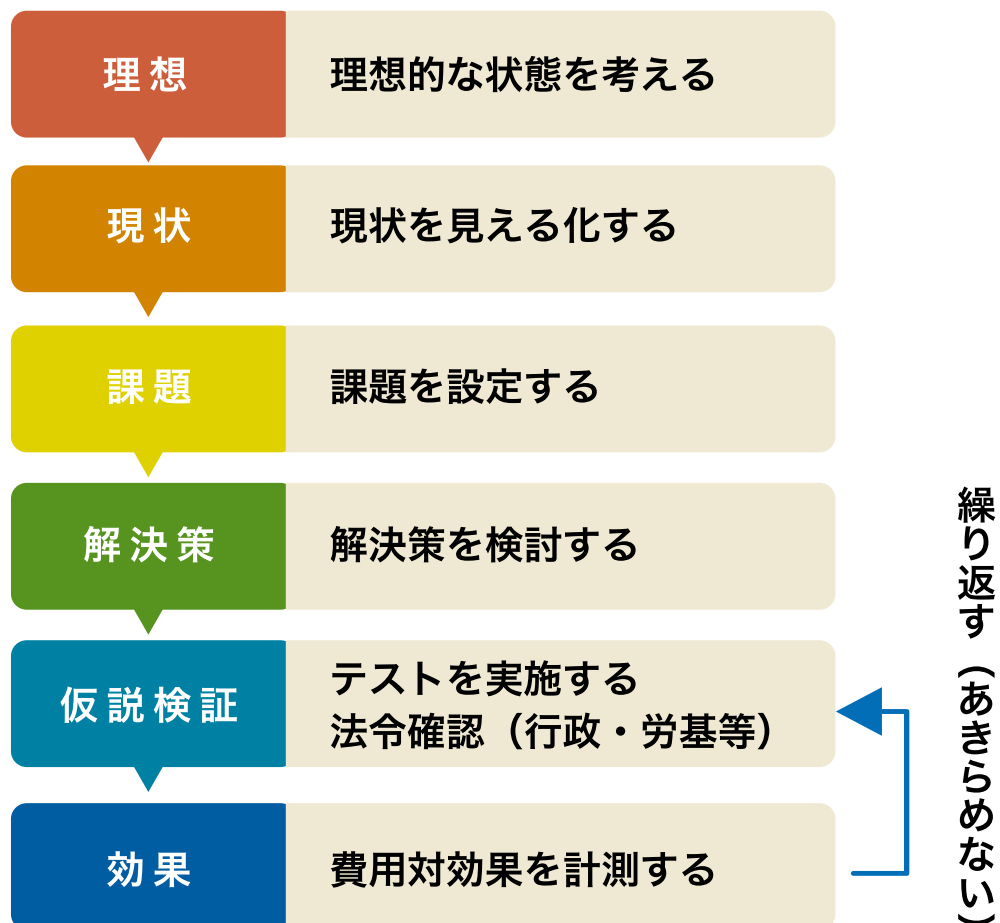 理想
理想的な状態を考える
現状
現状を見える化する
課題
課題を設定する
解決策
解決策を検討する
仮説検証
テストを実施する
法令確認（行政・労基等）
効果
費用対効果を計測する
繰り返す（あきらめない）